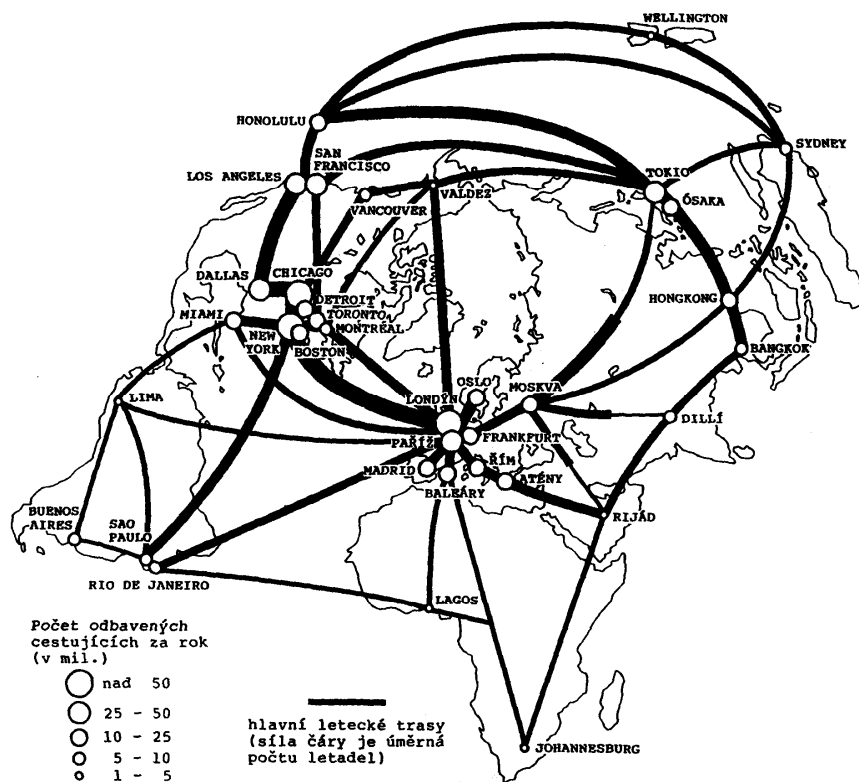 WELLINGTON
HONOLULU
SYDNEY
SAN
FRANCISCO
LOS ANGELES
TOKIO
VALDEZ
ÓSAKA
VANCOUVER
DALLAS
CHICAGO
DETROIT
HONGKONG
MIAMI
TORONTO
MONTRÉAL
NEW
YORK
BOSTON
BANGKOK
OSLO
MOSKVA
LIMA
LONDÝN
DILLÍ
PAŘÍŽ
FRANKFURT
MADRID
ŘÍM
ATÉNY
BALEÁRY
BUENOS
AIRES
SAO
PAULO
RIJÁD
RIO DE JANEIRO
LAGOS
Počet odbavených
cestujících za rok
(v mil.)
nad 50
25 - 50
10 - 25
5 - 10
1 - 5
hlavní letecké trasy
(síla čáry je úměrná
počtu letadel)
JOHANNESBURG